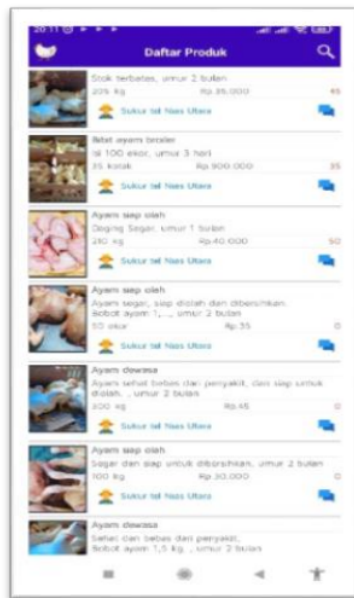 20:11
Daftar Produk
Stok terbatas, umur 2 bulan
205 kg Rp.35.000 45
Sukur tel Nias Utara
Bibit ayam broiler
Isi 100 ekor, umur 3 hari
35 kotak Rp.900.000 35
Sukur tel Nias Utara
Ayam siap olah
Daging Segar, umur 1 bulan
210 kg Rp.40.000 50
Sukur tel Nias Utara
Ayam siap olah
Ayam segar, siap diolah dan dibersihkan.
Bobot ayam 1,..., umur 2 bulan
50 ekor Rp.35 0
Sukur tel Nias Utara
Ayam dewasa
Ayam sehat bebas dari penyakit, dan siap untuk
diolah. , umur 2 bulan
300 kg Rp.45 0
Sukur tel Nias Utara
Ayam siap olah
Segar dan siap untuk dibersihkan, umur 2 bulan
100 kg Rp.30.000 0
Sukur tel Nias Utara
Ayam dewasa
Sehat dan bebas dari penyakit,
Bobot ayam 1,5 kg. , umur 2 bulan